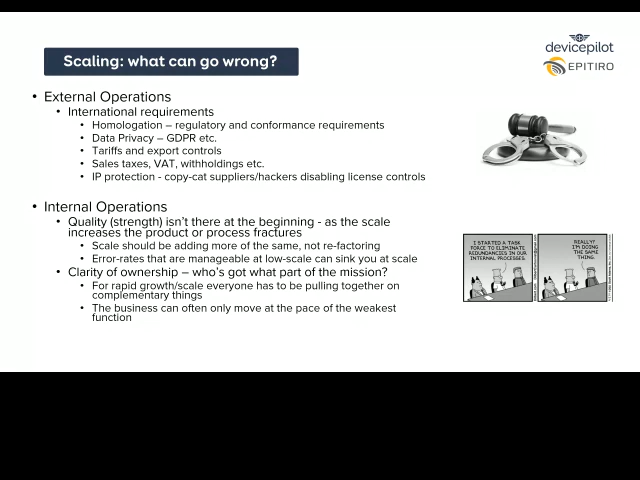 devicepilot
EPITIRO
Scaling: what can go wrong?
• External Operations
• International requirements
• Homologation – regulatory and conformance requirements
• Data Privacy – GDPR etc.
• Tariffs and export controls
• Sales taxes, VAT, withholdings etc.
• IP protection - copy-cat suppliers/hackers disabling license controls
• Internal Operations
• Quality (strength) isn't there at the beginning - as the scale
increases the product or process fractures
• Scale should be adding more of the same, not re-factoring
• Error-rates that are manageable at low-scale can sink you at scale
• Clarity of ownership – who's got what part of the mission?
• For rapid growth/scale everyone has to be pulling together on
complementary things
• The business can often only move at the pace of the weakest
function
I STARTED A TASK
FORCE TO ELIMINATE
REDUNDANCIES IN OUR
INTERNAL PROCESSES.
REALLY?
I'M DOING
THE SAME
THING.